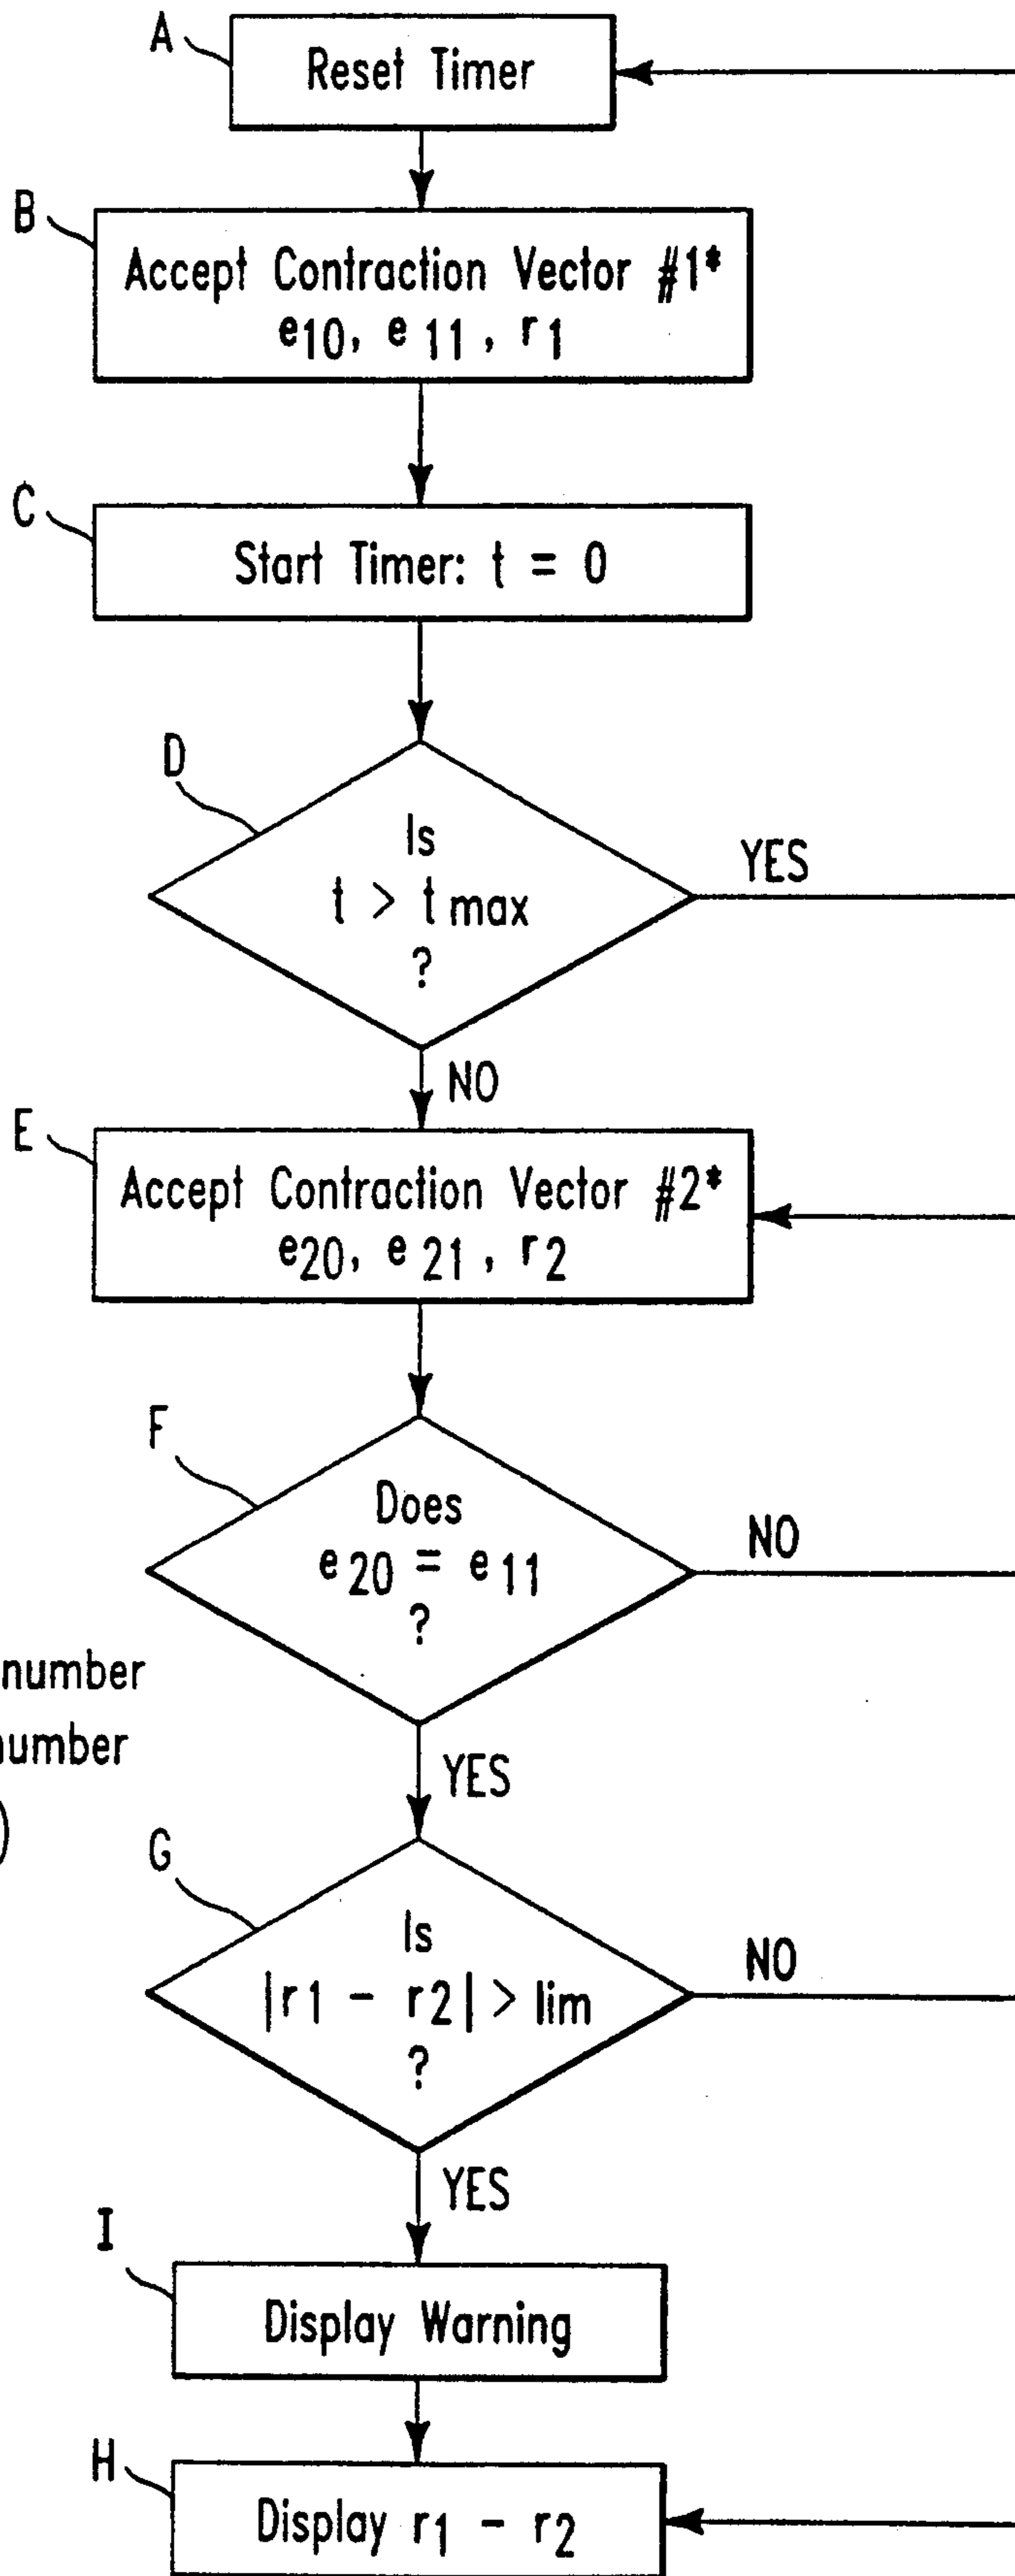 A
Reset Timer
B
Accept Contraction Vector #1*
e10, e11, r1
C
Start Timer: t = 0
D
Is
t > tmax
?
YES
NO
E
Accept Contraction Vector #2*
e20, e21, r2
F
Does
e20 = e11
?
NO
number
number
)
YES
G
Is
|r1 - r2| > lim
?
NO
YES
I
Display Warning
H
Display r1 - r2